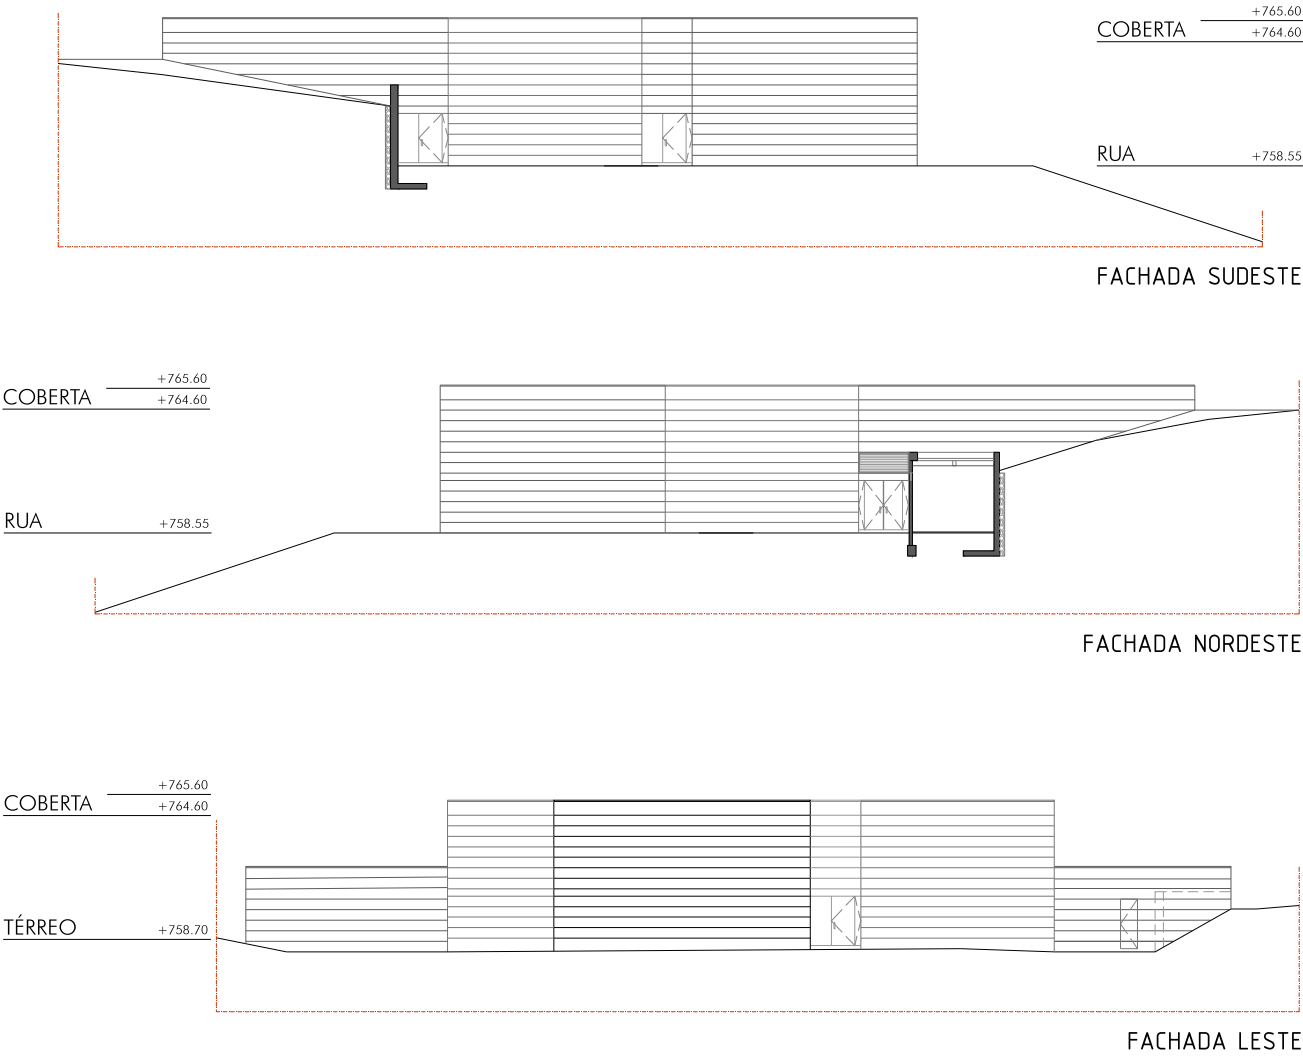 +765.60
COBERTA +764.60
RUA +758.55
FACHADA SUDESTE
+765.60
COBERTA +764.60
RUA +758.55
FACHADA NORDESTE
+765.60
COBERTA +764.60
TÉRREO +758.70
FACHADA LESTE